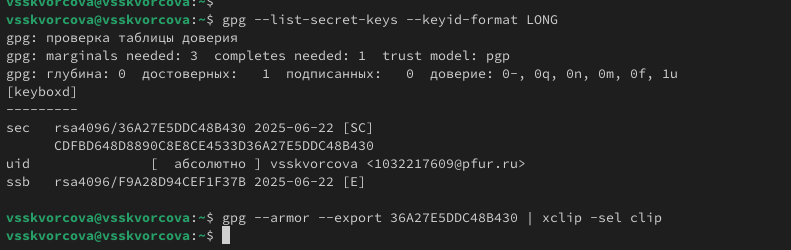 vsskvorcova@vsskvorcova:~$
vsskvorcova@vsskvorcova:~$ gpg --list-secret-keys --keyid-format LONG
gpg: проверка таблицы доверия
gpg: marginals needed: 3  completes needed: 1  trust model: pgp
gpg: глубина: 0  достоверных:   1  подписанных:   0  доверие: 0-, 0q, 0n, 0m, 0f, 1u
[keyboxd]
---------
sec   rsa4096/36A27E5DDC48B430 2025-06-22 [SC]
      CDFBD648D8890C8E8CE4533D36A27E5DDC48B430
uid              [  абсолютно ] vsskvorcova <1032217609@pfur.ru>
ssb   rsa4096/F9A28D94CEF1F37B 2025-06-22 [E]
vsskvorcova@vsskvorcova:~$ gpg --armor --export 36A27E5DDC48B430 | xclip -sel clip
vsskvorcova@vsskvorcova:~$